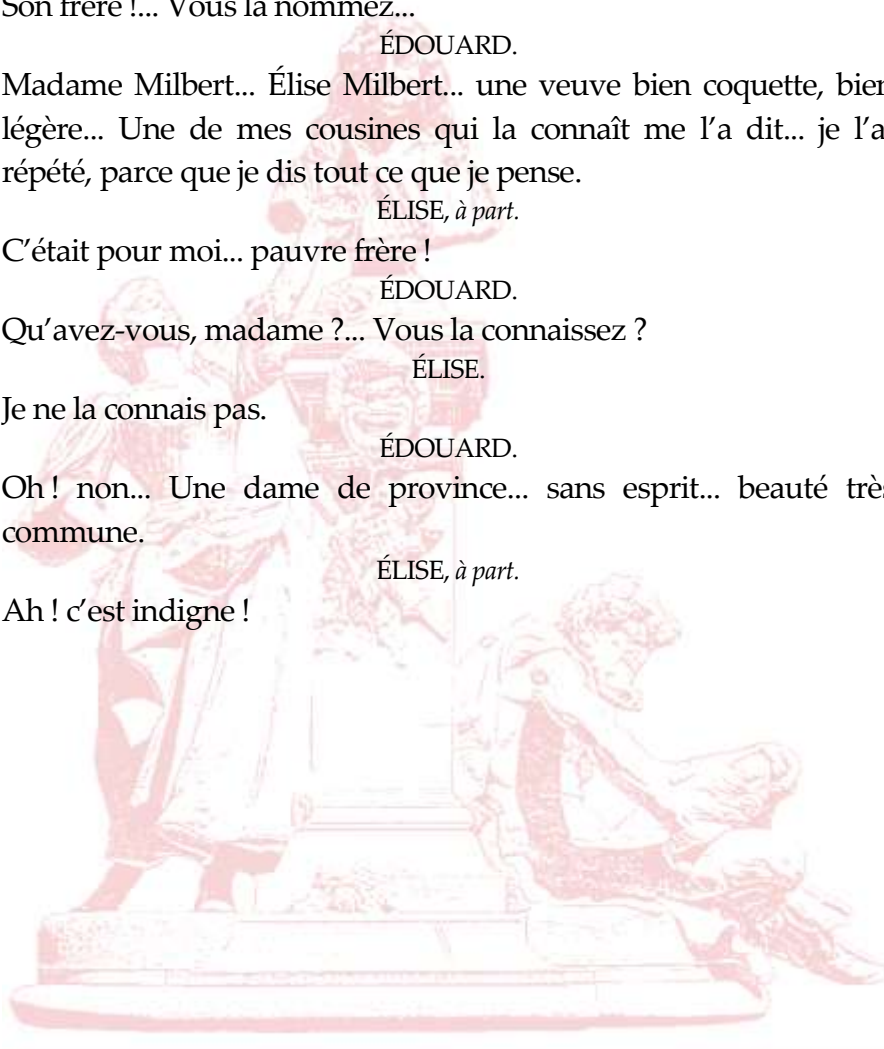 Son frère !... Vous la nommez...
ÉDOUARD.
Madame Milbert... Élise Milbert... une veuve bien coquette, bien
légère... Une de mes cousines qui la connaît me l’a dit... je l’a
répété, parce que je dis tout ce que je pense.
ÉLISE, à part.
C’était pour moi... pauvre frère !
ÉDOUARD.
Qu’avez-vous, madame ?... Vous la connaissez ?
ÉLISE.
Je ne la connais pas.
ÉDOUARD.
Oh ! non... Une dame de province... sans esprit... beauté très
commune.
ÉLISE, à part.
Ah ! c’est indigne !